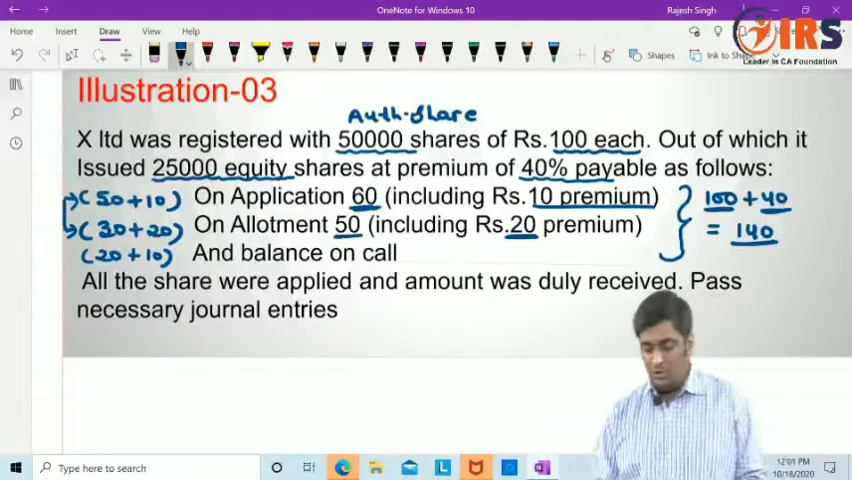 OneNote for Windows 10
Rajesh Singh
Home Insert Draw View Help
Shapes
Ink to Shape
IRS
Leader in CA Foundation
Illustration-03
Auth. Share
X ltd was registered with 50000 shares of Rs.100 each. Out of which it
Issued 25000 equity shares at premium of 40% payable as follows:
(50+10) On Application 60 (including Rs.10 premium) 100+40
(30+20) On Allotment 50 (including Rs.20 premium) = 140
(20+10) And balance on call
All the share were applied and amount was duly received. Pass
necessary journal entries
Type here to search
12:01 PM
10/18/2020